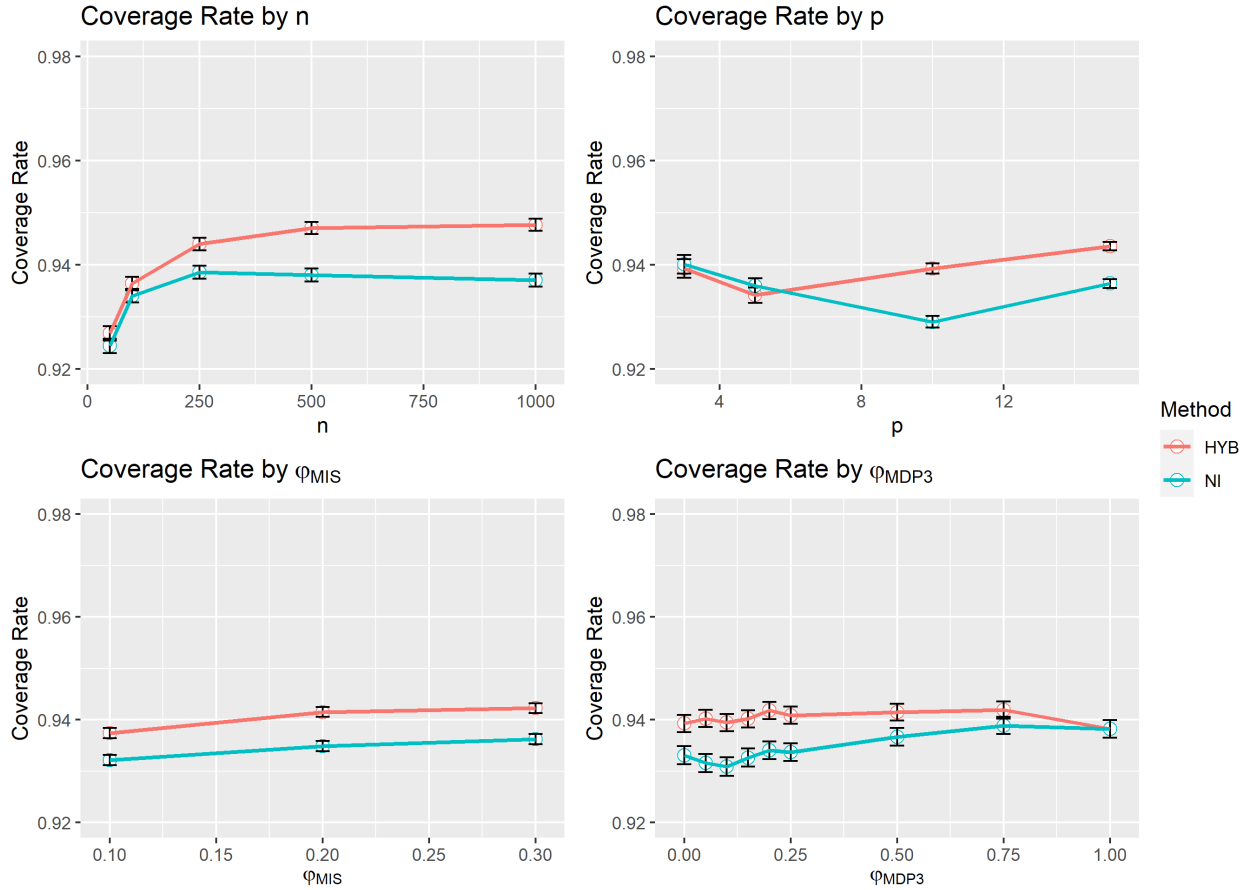 Coverage Rate by n
Coverage Rate
0.98
0.96
0.94
0.92
0
250
500
750
1000
n
Coverage Rate by p
Coverage Rate
0.98
0.96
0.94
0.92
4
8
12
p
Method
HYB
NI
Coverage Rate by φMIS
Coverage Rate
0.98
0.96
0.94
0.92
0.10
0.15
0.20
0.25
0.30
φMIS
Coverage Rate by φMDP3
Coverage Rate
0.98
0.96
0.94
0.92
0.00
0.25
0.50
0.75
1.00
φMDP3